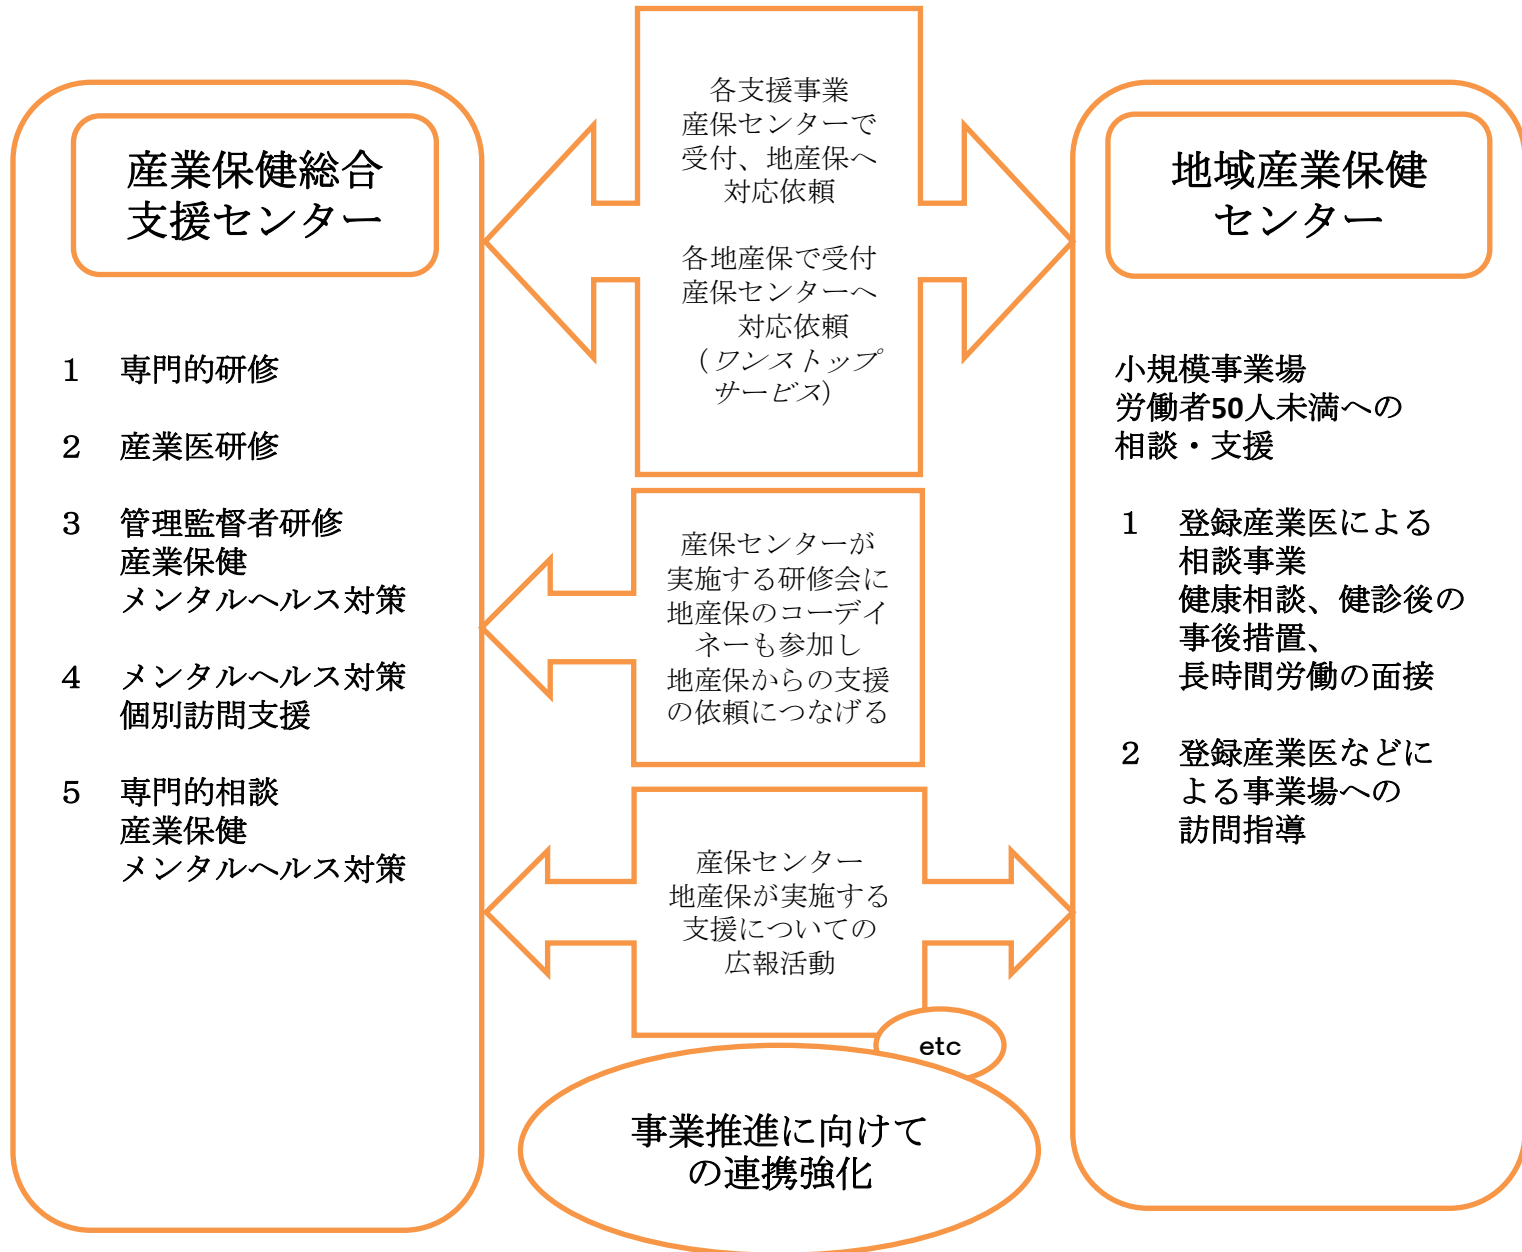 産業保健総合
支援センター
1 専門的研修
2 産業医研修
3 管理監督者研修
産業保健
メンタルヘルス対策
4 メンタルヘルス対策
個別訪問支援
5 専門的相談
産業保健
メンタルヘルス対策
各支援事業
産保センターで
受付、地産保へ
対応依頼
各地産保で受付
産保センターへ
対応依頼
（ワンストップ
サービス）
産保センターが
実施する研修会に
地産保のコーデイ
ネーも参加し
地産保からの支援
の依頼につなげる
産保センター
地産保が実施する
支援についての
広報活動
etc
事業推進に向けて
の連携強化
地域産業保健
センター
小規模事業場
労働者50人未満への
相談・支援
1 登録産業医による
相談事業
健康相談、健診後の
事後措置、
長時間労働の面接
2 登録産業医などに
よる事業場への
訪問指導